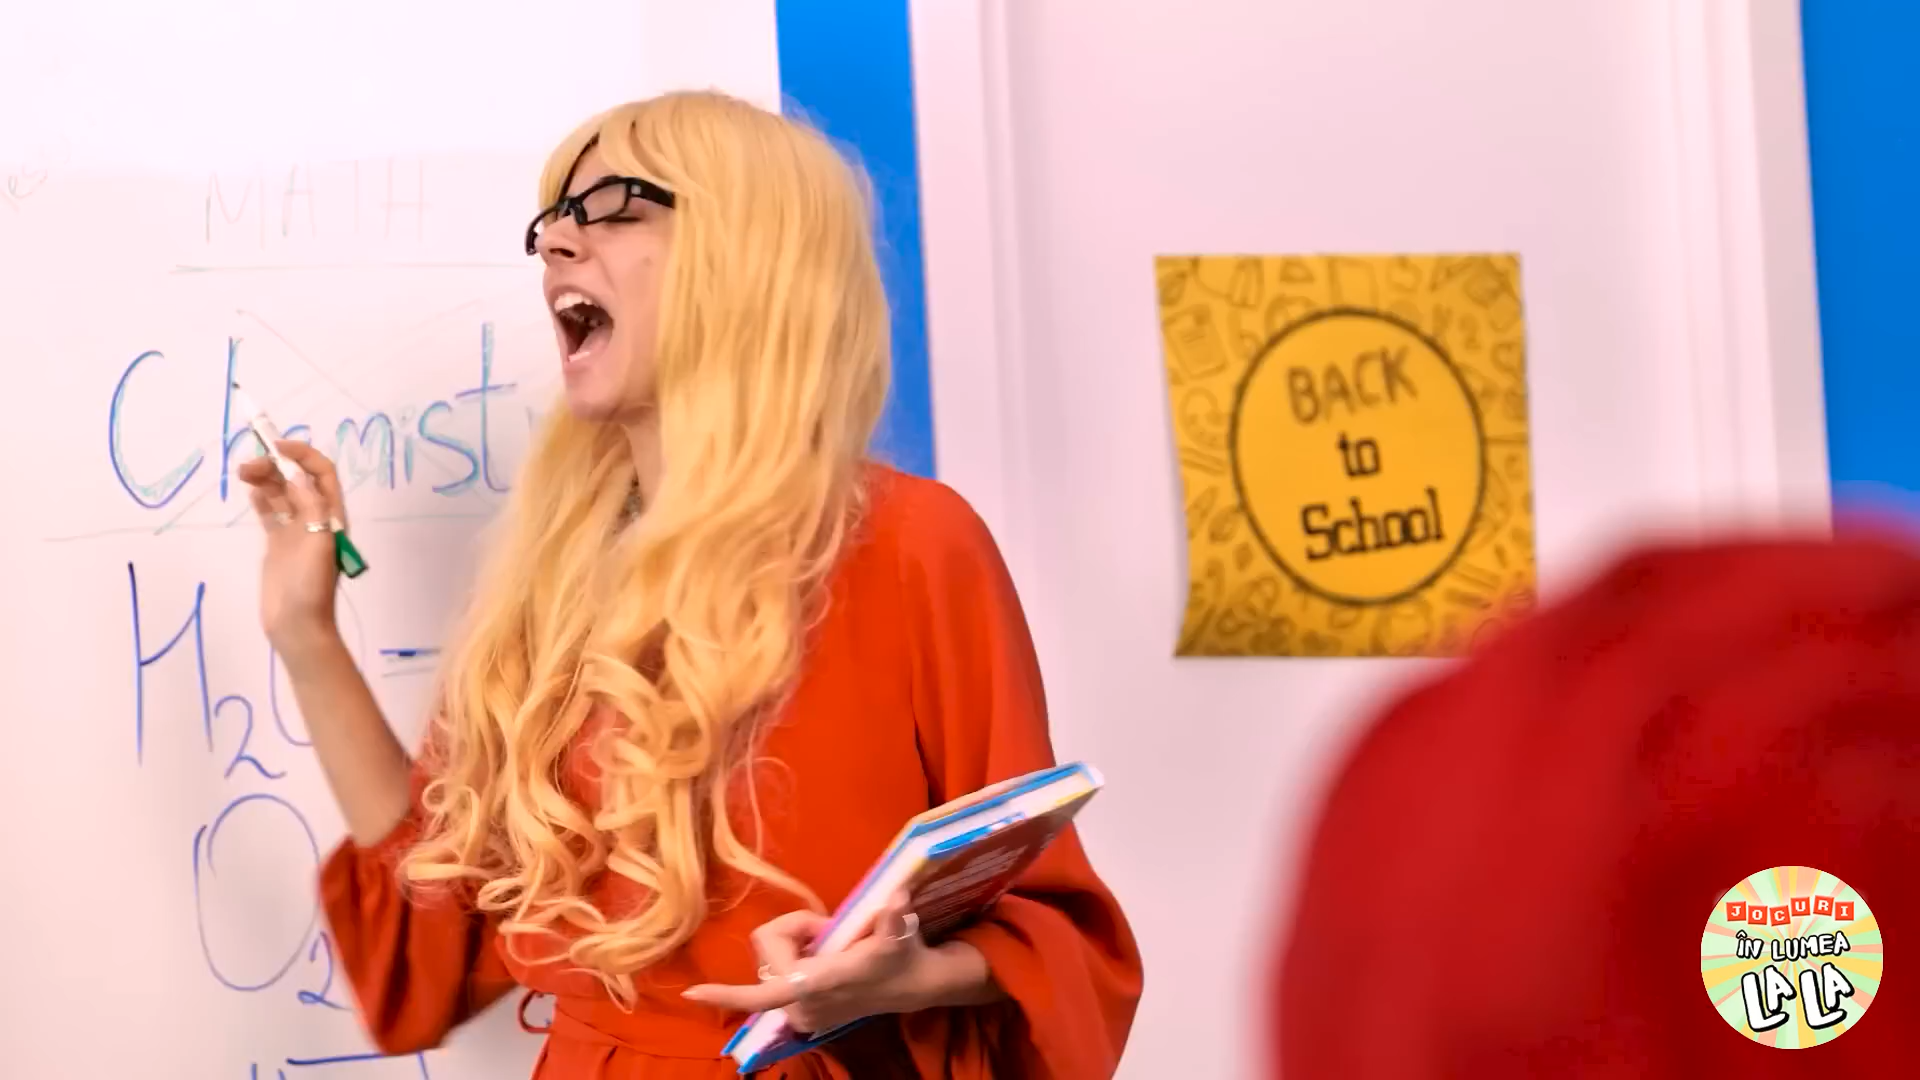 MATH
Chemist
H₂O =
O₂
BACK
to
School
JOCURI
ÎN LUMEA
LA LA